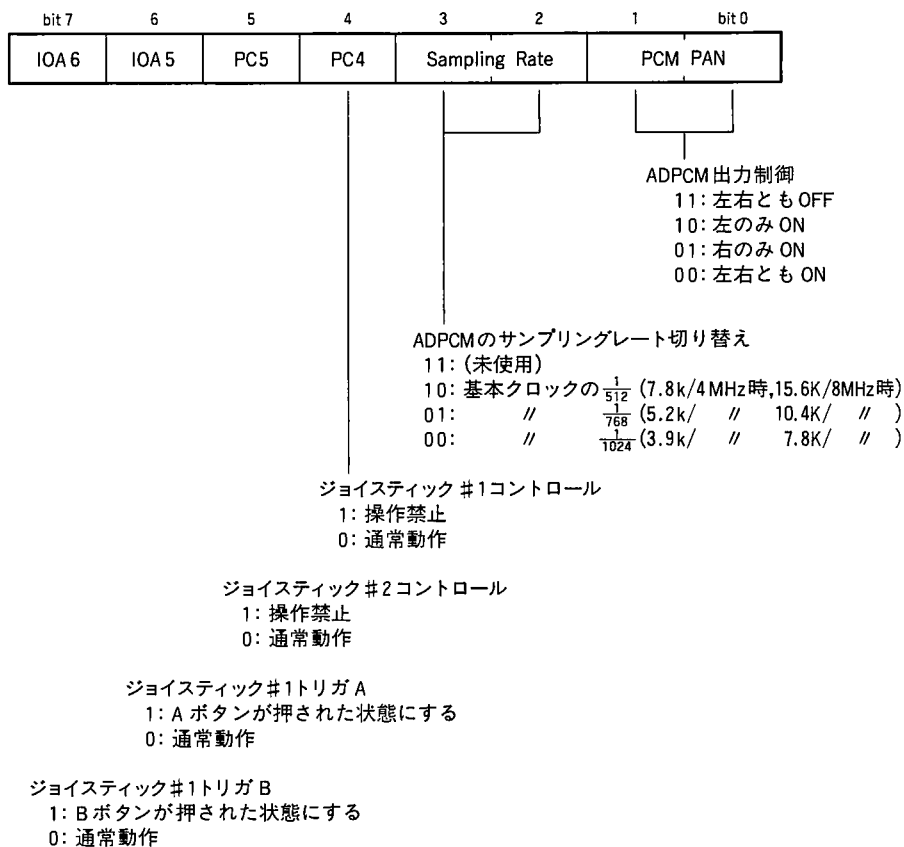 bit 7 6 5 4 3 2 1 bit 0
IOA 6 IOA 5 PC5 PC4 Sampling Rate PCM PAN
ADPCM出力制御
11: 左右ともOFF
10: 左のみON
01: 右のみON
00: 左右ともON
ADPCMのサンプリングレート切り替え
11: (未使用)
10: 基本クロックの 1/512 (7.8k/4MHz時,15.6K/8MHz時)
01: 〃 1/768 (5.2k/ 〃 10.4K/ 〃 )
00: 〃 1/1024 (3.9k/ 〃 7.8K/ 〃 )
ジョイスティック♯1コントロール
1: 操作禁止
0: 通常動作
ジョイスティック♯2コントロール
1: 操作禁止
0: 通常動作
ジョイスティック♯1トリガA
1: Aボタンが押された状態にする
0: 通常動作
ジョイスティック♯1トリガB
1: Bボタンが押された状態にする
0: 通常動作